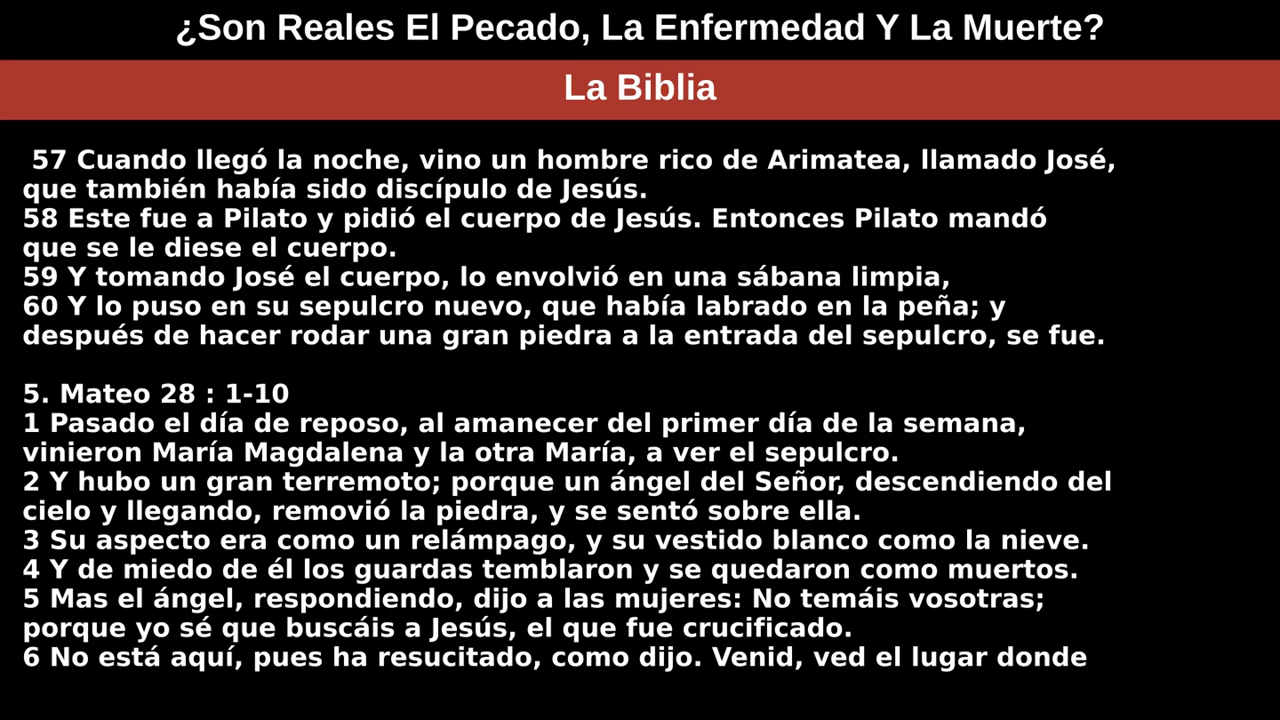 ¿Son Reales El Pecado, La Enfermedad Y La Muerte?
La Biblia
57 Cuando llegó la noche, vino un hombre rico de Arimatea, llamado José,
que también había sido discípulo de Jesús.
58 Este fue a Pilato y pidió el cuerpo de Jesús. Entonces Pilato mandó
que se le diese el cuerpo.
59 Y tomando José el cuerpo, lo envolvió en una sábana limpia,
60 Y lo puso en su sepulcro nuevo, que había labrado en la peña; y
después de hacer rodar una gran piedra a la entrada del sepulcro, se fue.
5. Mateo 28 : 1-10
1 Pasado el día de reposo, al amanecer del primer día de la semana,
vinieron María Magdalena y la otra María, a ver el sepulcro.
2 Y hubo un gran terremoto; porque un ángel del Señor, descendiendo del
cielo y llegando, removió la piedra, y se sentó sobre ella.
3 Su aspecto era como un relámpago, y su vestido blanco como la nieve.
4 Y de miedo de él los guardas temblaron y se quedaron como muertos.
5 Mas el ángel, respondiendo, dijo a las mujeres: No temáis vosotras;
porque yo sé que buscáis a Jesús, el que fue crucificado.
6 No está aquí, pues ha resucitado, como dijo. Venid, ved el lugar donde